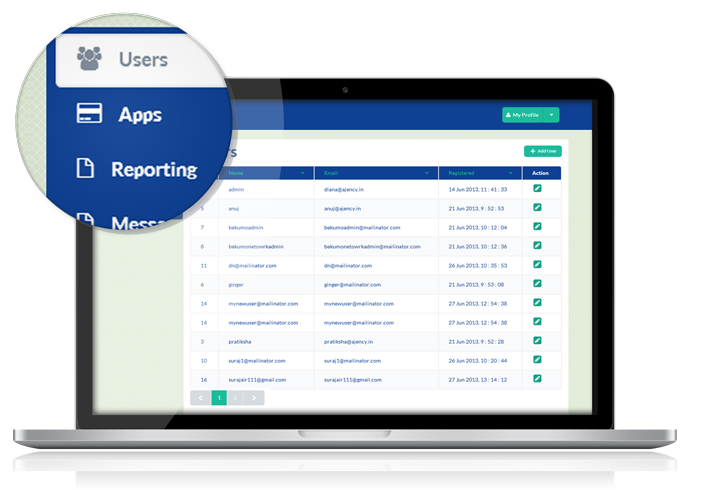 Users
Apps
Reporting
My Profile
rs
Add User
Name Email Registered Action
admin diana@ajency.in 14 Jun 2013, 11 : 41 : 33
anuj anuj@ajency.in 21 Jun 2013, 9 : 52 : 53
7 bekumoadmin bekumoadmin@mailinator.com 21 Jun 2013, 10 : 12 : 04
8 bekumonetowrkadmin bekumonetowrkadmin@mailinator.com 21 Jun 2013, 10 : 12 : 36
11 dn@mailinator.com dn@mailinator.com 26 Jun 2013, 10 : 35 : 53
6 ginger ginger@mailinator.com 21 Jun 2013, 9 : 53 : 08
14 mynewuser@mailinator.com mynewuser@mailinator.com 27 Jun 2013, 12 : 54 : 38
14 mynewuser@mailinator.com mynewuser@mailinator.com 27 Jun 2013, 12 : 54 : 38
3 pratiksha pratiksha@ajency.in 21 Jun 2013, 9 : 52 : 28
10 suraj1@mailinator.com suraj1@mailinator.com 26 Jun 2013, 10 : 20 : 44
16 surajair111@gmail.com surajair111@gmail.com 27 Jun 2013, 13 : 14 : 12
1 2